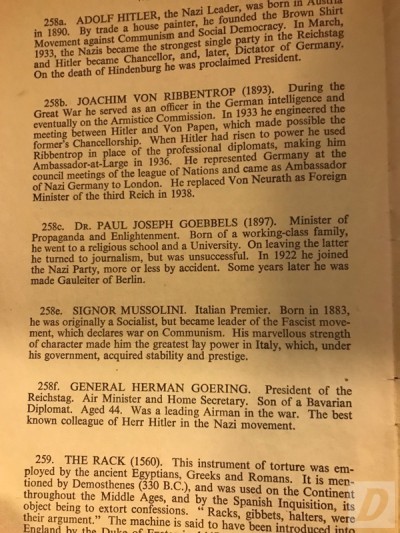 258a. ADOLF HITLER, the Nazi Leader, was born in Austria
in 1890. By trade a house painter, he founded the Brown Shirt
Movement against Communism and Social Democracy. In March,
1933, the Nazis became the strongest single party in the Reichstag
and Hitler became Chancellor, and, later, Dictator of Germany.
On the death of Hindenburg he was proclaimed President.
258b. JOACHIM VON RIBBENTROP (1893). During the
Great War he served as an officer in the German intelligence and
eventually on the Armistice Commission. In 1933 he engineered the
meeting between Hitler and Von Papen, which made possible the
former's Chancellorship. When Hitler had risen to power he used
Ribbentrop in place of the professional diplomats, making him
Ambassador-at-Large in 1936. He represented Germany at the
council meetings of the league of Nations and came as Ambassador
of Nazi Germany to London. He replaced Von Neurath as Foreign
Minister of the third Reich in 1938.
258c. DR. PAUL JOSEPH GOEBBELS (1897). Minister of
Propaganda and Enlightenment. Born of a working-class family,
he went to a religious school and a University. On leaving the latter
he turned to journalism, but was unsuccessful. In 1922 he joined
the Nazi Party, more or less by accident. Some years later he was
made Gauleiter of Berlin.
258e. SIGNOR MUSSOLINI. Italian Premier. Born in 1883,
he was originally a Socialist, but became leader of the Fascist move-
ment, which declares war on Communism. His marvellous strength
of character made him the greatest lay power in Italy, which, under
his government, acquired stability and prestige.
258f. GENERAL HERMAN GOERING. President of the
Reichstag. Air Minister and Home Secretary. Son of a Bavarian
Diplomat. Aged 44. Was a leading Airman in the war. The best
known colleague of Herr Hitler in the Nazi movement.
259. THE RACK (1560). This instrument of torture was em-
ployed by the ancient Egyptians, Greeks and Romans. It is men-
tioned by Demosthenes (330 B.C.), and was used on the Continent
throughout the Middle Ages, and by the Spanish Inquisition, its
object being to extort confessions. " Racks, gibbets, halters, were
their argument." The machine is said to have been introduced into
England by the Duke of